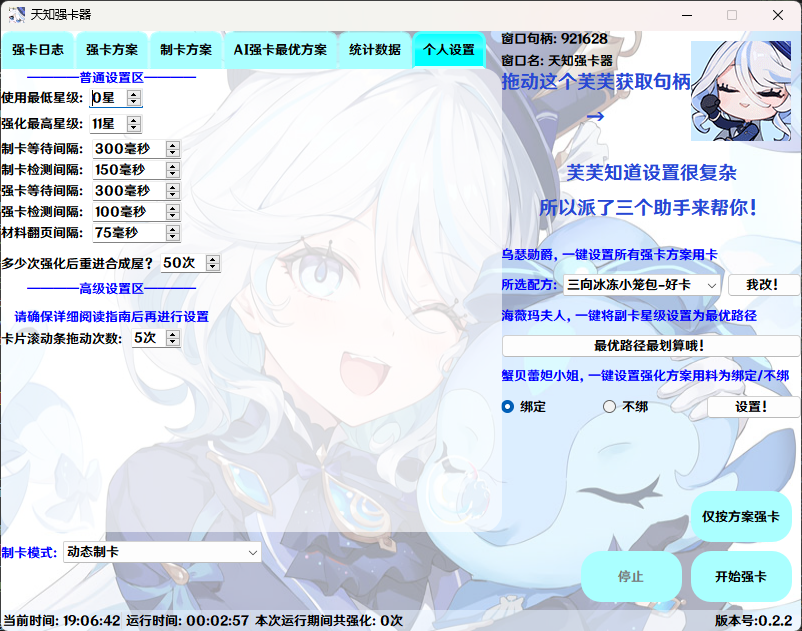 天知强卡器
强卡日志 强卡方案 制卡方案 AI强卡最优方案 统计数据 个人设置
普通设置区
使用最低星级: 0星
强化最高星级: 11星
制卡等待间隔: 300毫秒
制卡检测间隔: 150毫秒
强卡等待间隔: 300毫秒
强卡检测间隔: 100毫秒
材料翻页间隔: 75毫秒
多少次强化后重进合成屋? 50次
高级设置区
请确保详细阅读指南后再进行设置
卡片滚动条拖动次数: 5次
制卡模式: 动态制卡
窗口句柄: 921628
窗口名: 天知强卡器
拖动这个芙芙获取句柄
→
芙芙知道设置很复杂
所以派了三个助手来帮你!
乌瑟勋爵, 一键设置所有强卡方案用卡
所选配方: 三向冰冻小笼包-好卡 我改!
海薇玛夫人, 一键将副卡星级设置为最优路径
最优路径最划算哦!
蟹贝蕾妲小姐, 一键设置强化方案用料为绑定/不绑
绑定 不绑 设置!
仅按方案强卡
停止 开始强卡
当前时间: 19:06:42 运行时间: 00:02:57 本次运行期间共强化: 0次
版本号:0.2.2